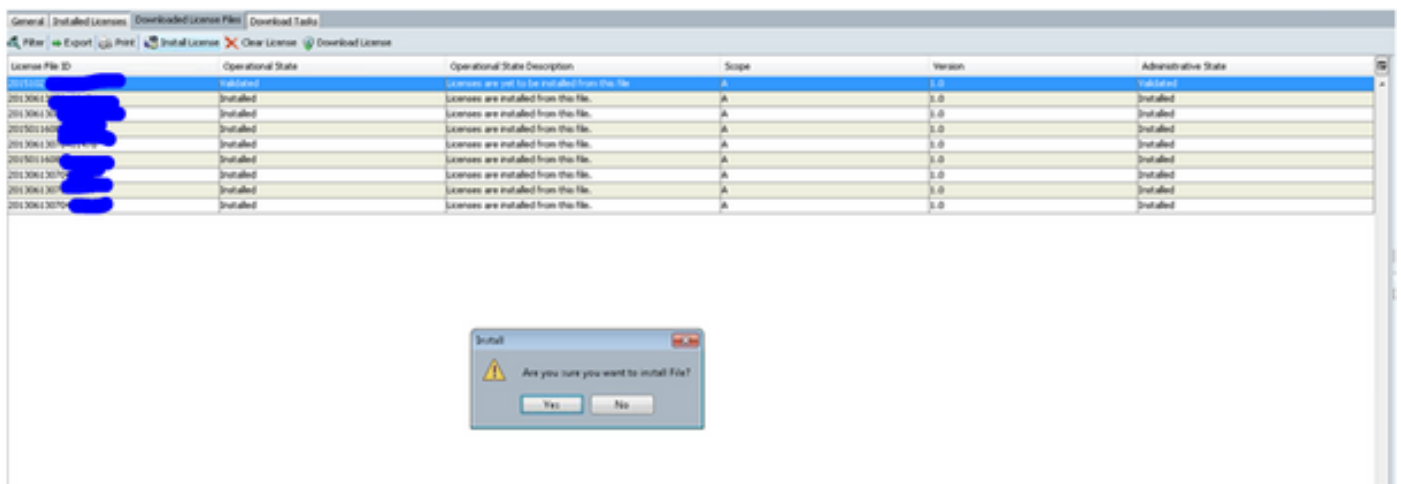 General Installed Licenses Downloaded License Files Download Tasks
Filter Export Print Install License Clear License Download License
License File ID Operational State Operational State Description Scope Version Administrative State
Validated Licenses are yet to be installed from this file A 1.0 Validated
Installed Licenses are installed from this file. A 1.0 Installed
Installed Licenses are installed from this file. A 1.0 Installed
Installed Licenses are installed from this file. A 1.0 Installed
Installed Licenses are installed from this file. A 1.0 Installed
Installed Licenses are installed from this file. A 1.0 Installed
Installed Licenses are installed from this file. A 1.0 Installed
Installed Licenses are installed from this file. A 1.0 Installed
Installed Licenses are installed from this file. A 1.0 Installed
Install
Are you sure you want to install File?
Yes No